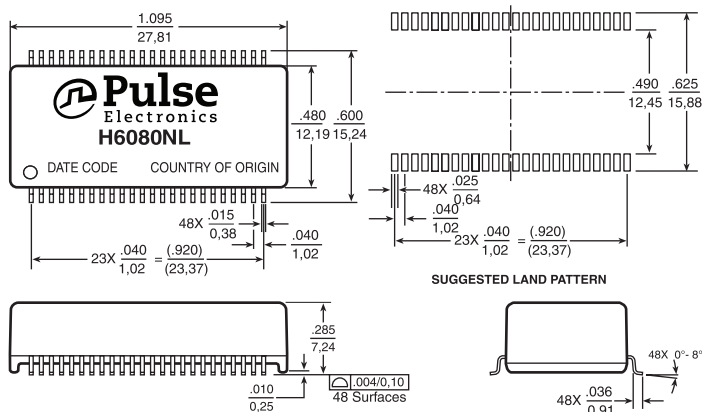 1.095
27,81
Pulse
Electronics
H6080NL
DATE CODE COUNTRY OF ORIGIN
.480
12,19
.600
15,24
48X .015
0,38
.040
1,02
23X .040 = (.920)
1,02 (23,37)
.490
12,45
.625
15,88
48X .025
0,64
.040
1,02
23X .040 = (.920)
1,02 (23,37)
SUGGESTED LAND PATTERN
.285
7,24
.010
0,25
.004/0,10
48 Surfaces
48X 0°- 8°
48X .036
0,91